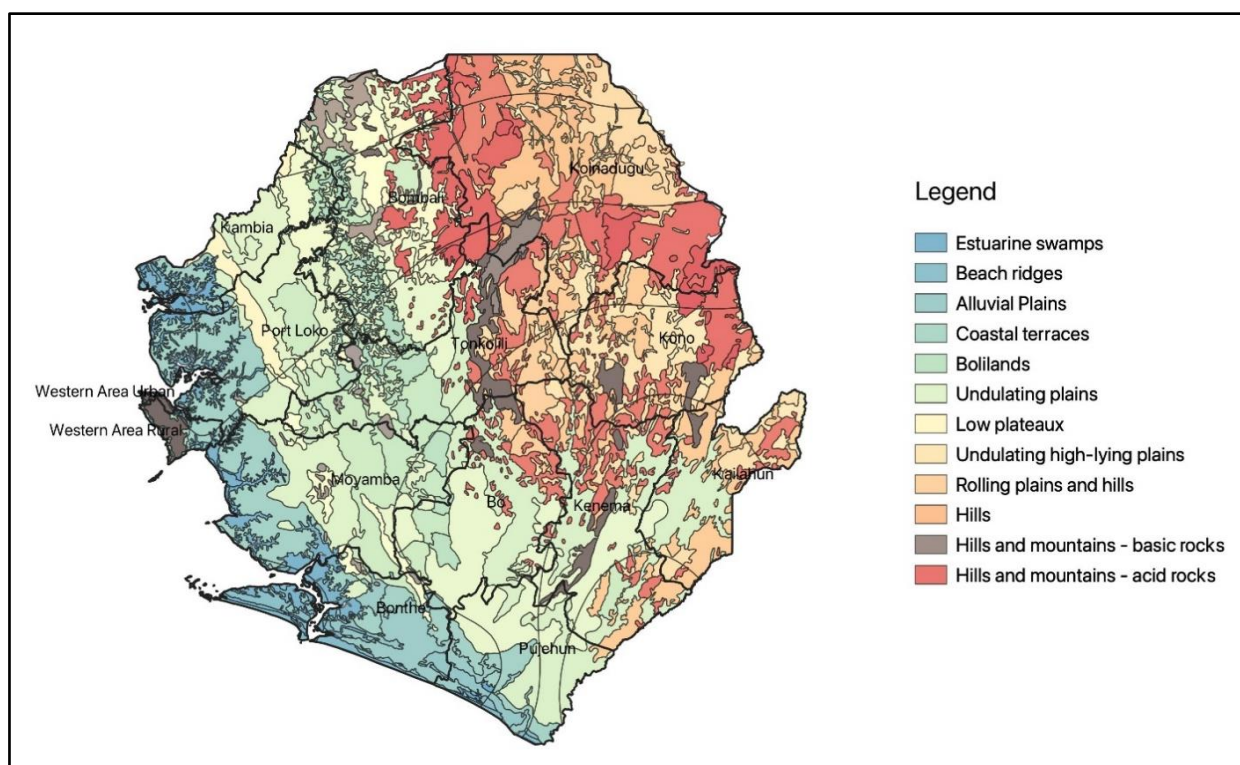 Koinadugu
Bombali
Kambia
Port Loko
Tonkolili
Kono
Western Area Urban
Western Area Rural
Kailahun
Moyamba
Bo
Kenema
Bonthe
Pujehun
Legend
Estuarine swamps
Beach ridges
Alluvial Plains
Coastal terraces
Bolilands
Undulating plains
Low plateaux
Undulating high-lying plains
Rolling plains and hills
Hills
Hills and mountains - basic rocks
Hills and mountains - acid rocks